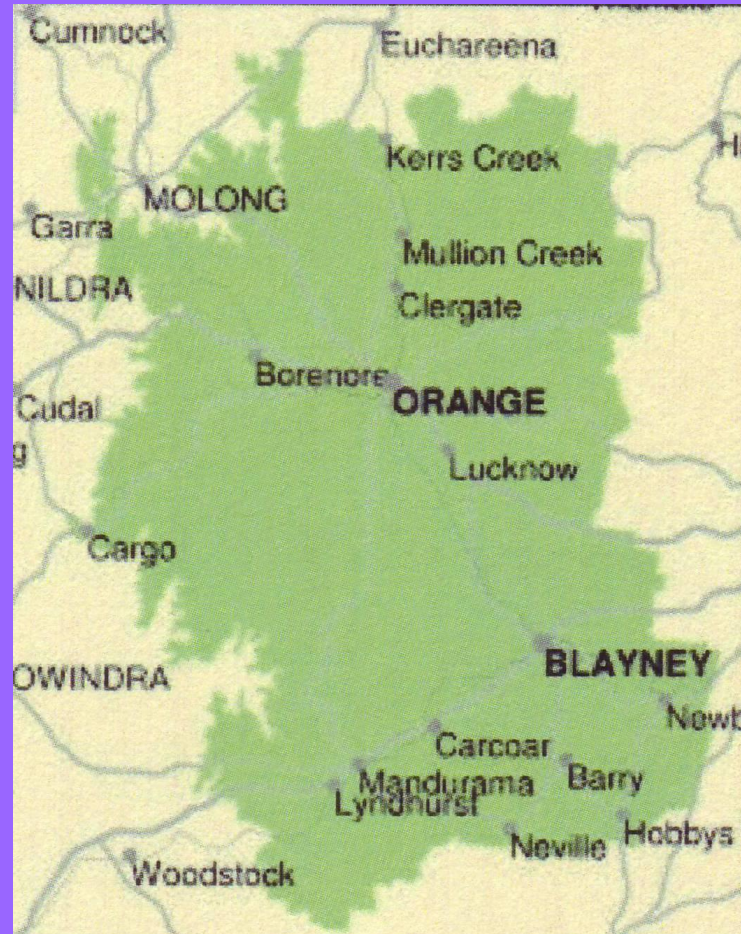 Cumnock
Euchareena
Kerrs Creek
MOLONG
Garra
Mullion Creek
NILDRA
Clergate
Borenore
Cudal
ORANGE
g
Lucknow
Cargo
BLAYNEY
OWINDRA
Newb
Carcoar
Mandurama
Barry
Lyndhurst
Hobbys
Neville
Woodstock